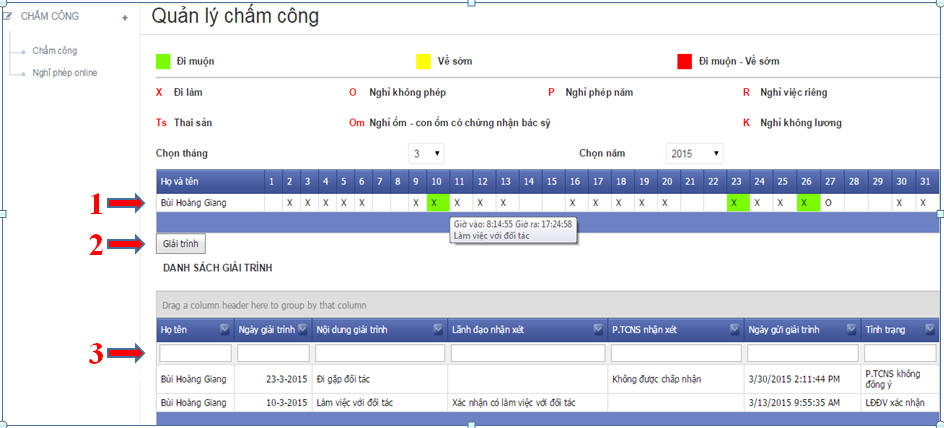 CHẤM CÔNG +
Chấm công
Nghỉ phép online
Quản lý chấm công
Đi muộn Về sớm Đi muộn - Về sớm
X Đi làm O Nghỉ không phép P Nghỉ phép năm R Nghỉ việc riêng
Ts Thai sản Om Nghỉ ốm - con ốm có chứng nhận bác sỹ K Nghỉ không lương
Chọn tháng 3 Chọn năm 2015
Họ và tên 1 2 3 4 5 6 7 8 9 10 11 12 13 14 15 16 17 18 19 20 21 22 23 24 25 26 27 28 29 30 31
1 Bùi Hoàng Giang X X X X X X X X X X X X X X X X X X X O X X
Giờ vào: 8:14:55 Giờ ra: 17:24:58
Làm việc với đối tác
2 Giải trình
DANH SÁCH GIẢI TRÌNH
Drag a column header here to group by that column
Họ tên Ngày giải trình Nội dung giải trình Lãnh đạo nhận xét P.TCNS nhận xét Ngày gửi giải trình Tình trạng
3
Bùi Hoàng Giang 23-3-2015 Đi gặp đối tác Không được chấp nhận 3/30/2015 2:11:44 PM P.TCNS không
đồng ý
Bùi Hoàng Giang 10-3-2015 Làm việc với đối tác Xác nhận có làm việc với đối tác 3/13/2015 9:55:35 AM LĐĐV xác nhận